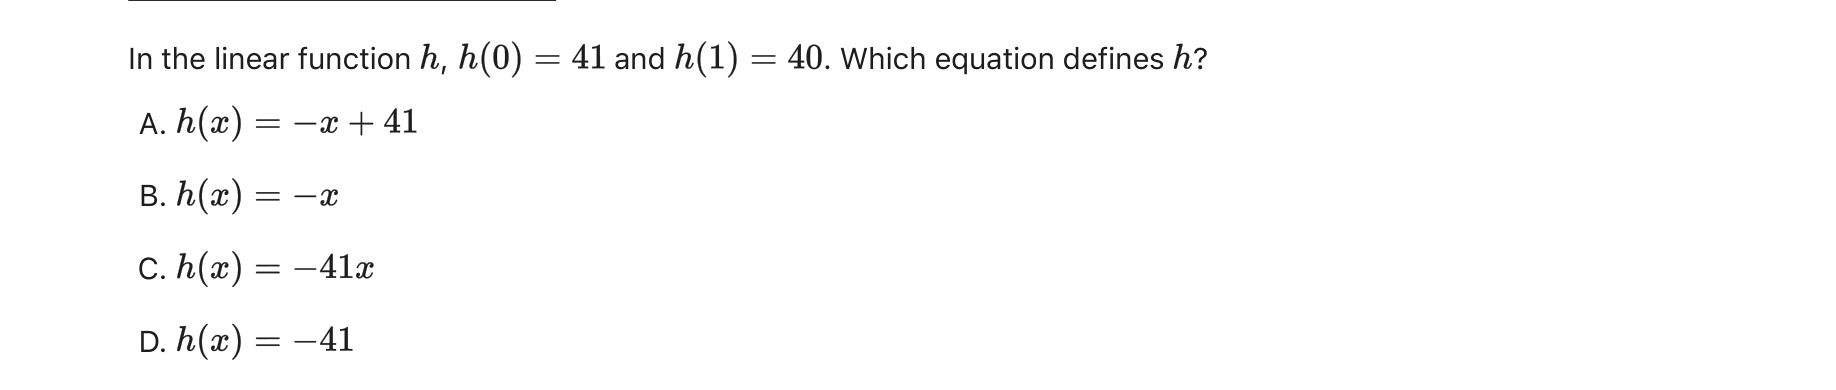 In the linear function h, h(0) = 41 and h(1) = 40. Which equation defines h?
A. h(x) = −x + 41
B. h(x) = −x
C. h(x) = −41x
D. h(x) = −41